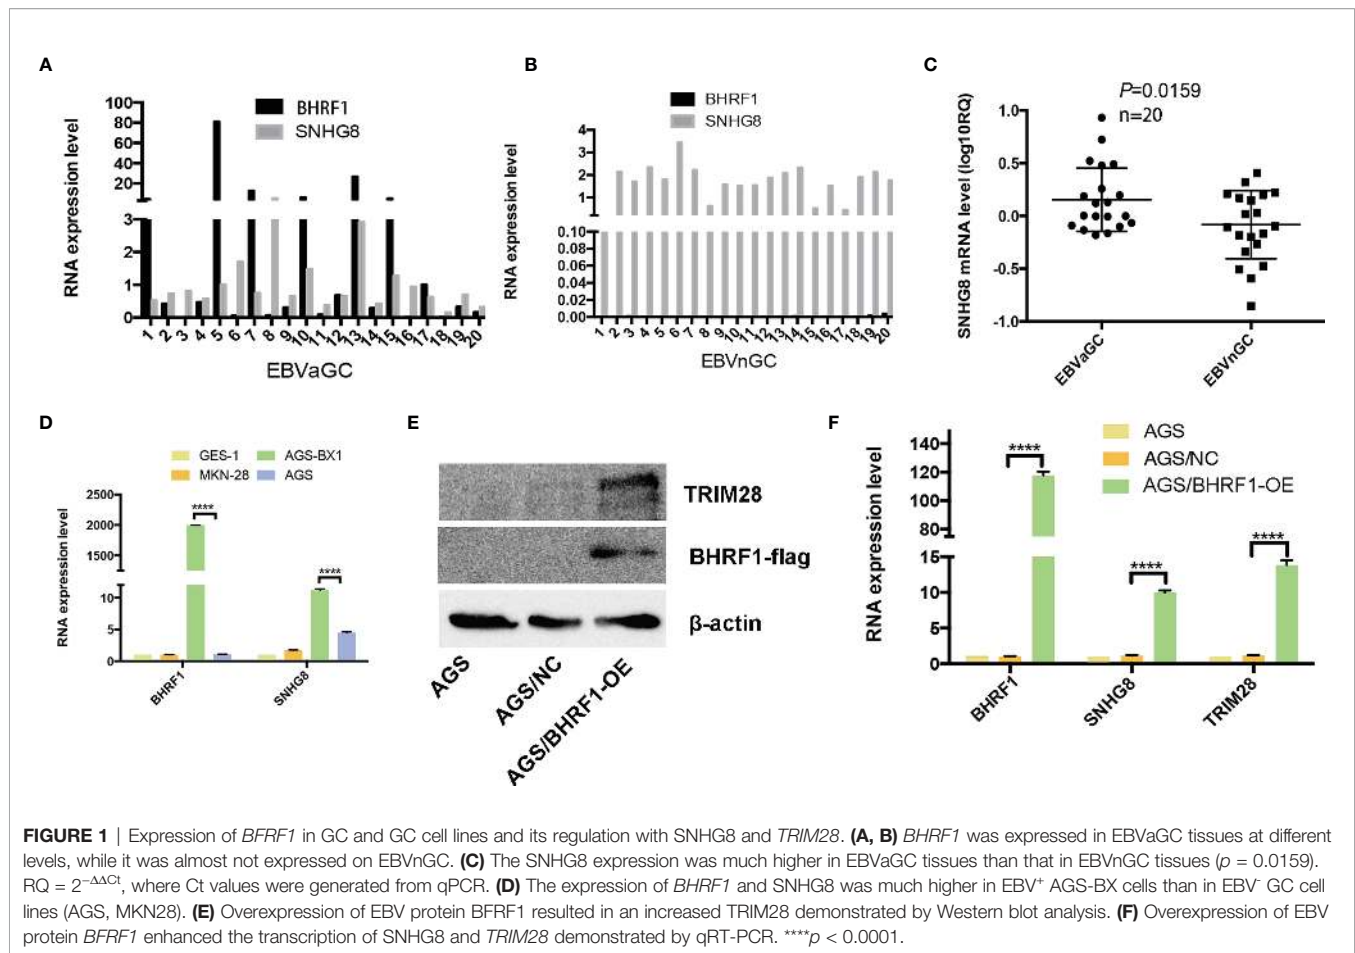 A
BHRF1
SNHG8
RNA expression level
100
80
60
40
20
3
2
1
0
1 2 3 4 5 6 7 8 9 10 11 12 13 14 15 16 17 18 19 20
EBVaGC
B
BHRF1
SNHG8
RNA expression level
4
3
2
1
0.10
0.08
0.06
0.04
0.02
0.00
1 2 3 4 5 6 7 8 9 10 11 12 13 14 15 16 17 18 19 20
EBVnGC
C
P=0.0159
n=20
SNHG8 mRNA level (log10RQ)
1.0
0.5
0.0
-0.5
-1.0
EBVaGC
EBVnGC
D
GES-1
AGS-BX1
MKN-28
AGS
RNA expression level
2500
2000
1500
10
5
0
****
****
BHRF1
SNHG8
E
TRIM28
BHRF1-flag
β-actin
AGS
AGS/NC
AGS/BHRF1-OE
F
AGS
AGS/NC
AGS/BHRF1-OE
RNA expression level
140
120
100
80
15
10
5
0
****
****
****
BHRF1
SNHG8
TRIM28
FIGURE 1 | Expression of BFRF1 in GC and GC cell lines and its regulation with SNHG8 and TRIM28. (A, B) BHRF1 was expressed in EBVaGC tissues at different
levels, while it was almost not expressed on EBVnGC. (C) The SNHG8 expression was much higher in EBVaGC tissues than that in EBVnGC tissues (p = 0.0159).
RQ = 2⁻ΔΔCt, where Ct values were generated from qPCR. (D) The expression of BHRF1 and SNHG8 was much higher in EBV⁺ AGS-BX cells than in EBV⁻ GC cell
lines (AGS, MKN28). (E) Overexpression of EBV protein BFRF1 resulted in an increased TRIM28 demonstrated by Western blot analysis. (F) Overexpression of EBV
protein BFRF1 enhanced the transcription of SNHG8 and TRIM28 demonstrated by qRT-PCR. ****p < 0.0001.